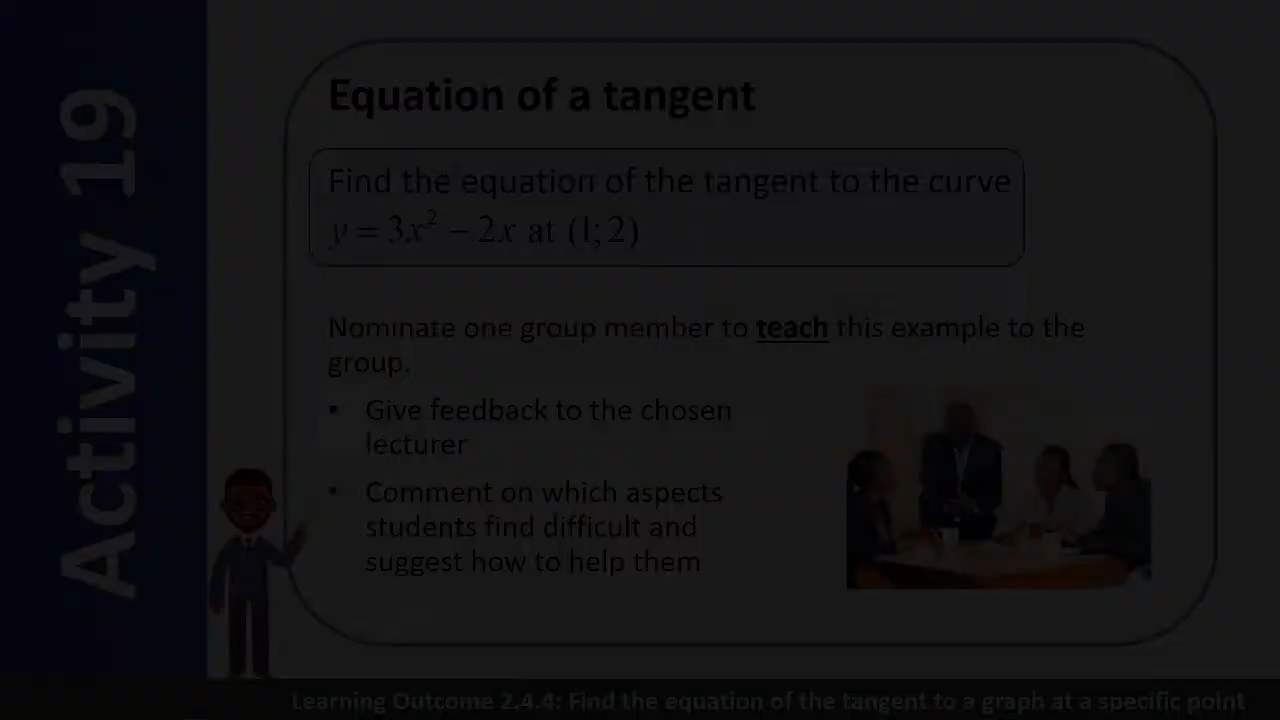 Activity 19
Equation of a tangent
Find the equation of the tangent to the curve
y = 3x² − 2x at (1; 2)
Nominate one group member to teach this example to the
group.
• Give feedback to the chosen
lecturer
• Comment on which aspects
students find difficult and
suggest how to help them
Learning Outcome 2.4.4: Find the equation of the tangent to a graph at a specific point